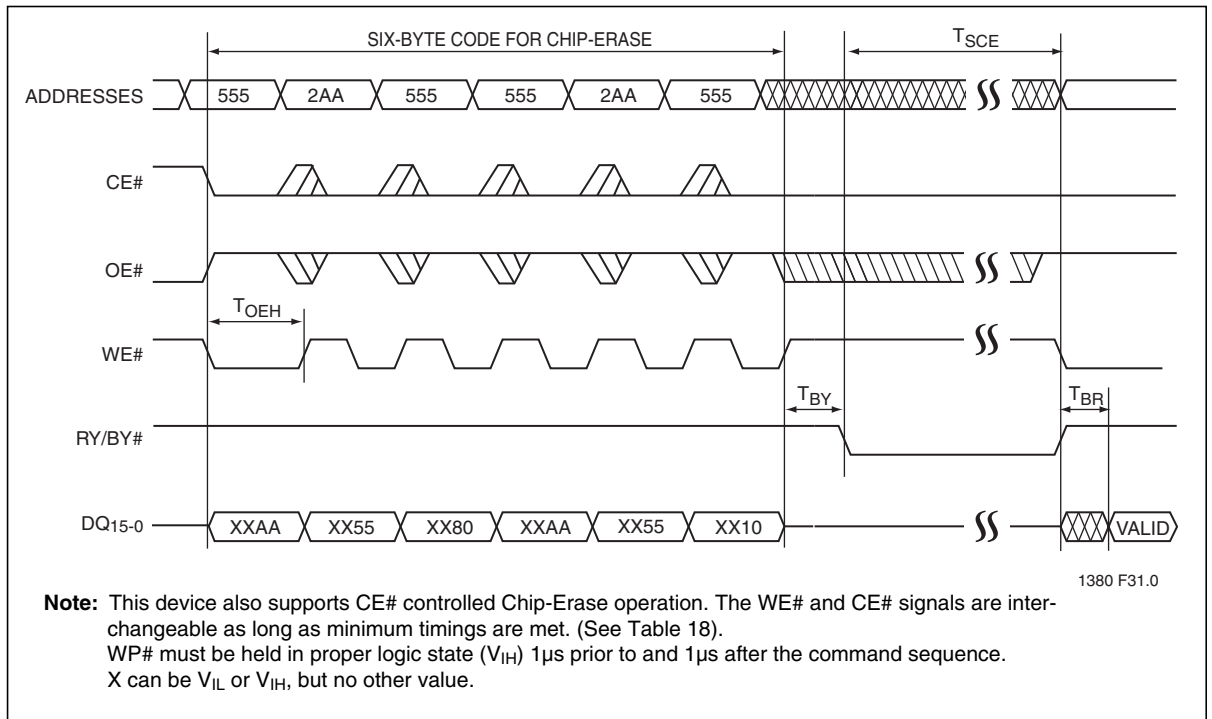 SIX-BYTE CODE FOR CHIP-ERASE TSCE
ADDRESSES 555 2AA 555 555 2AA 555
CE#
OE#
TOEH
WE#
TBY TBR
RY/BY#
DQ15-0 XXAA XX55 XX80 XXAA XX55 XX10 VALID
1380 F31.0
Note: This device also supports CE# controlled Chip-Erase operation. The WE# and CE# signals are inter-
changeable as long as minimum timings are met. (See Table 18).
WP# must be held in proper logic state (VIH) 1µs prior to and 1µs after the command sequence.
X can be VIL or VIH, but no other value.